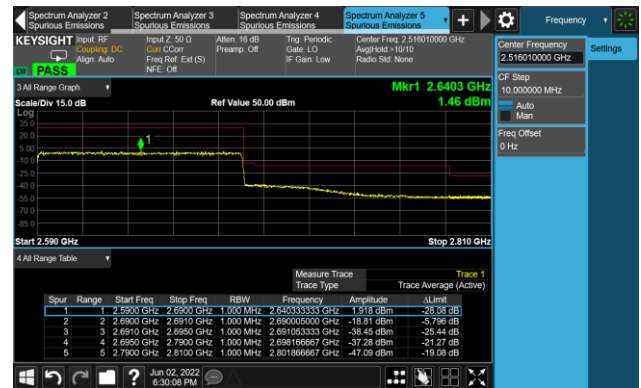 Spectrum Analyzer 2
Spurious Emissions
Spectrum Analyzer 3
Spurious Emissions
Spectrum Analyzer 4
Spurious Emissions
Spectrum Analyzer 5
Spurious Emissions
Frequency
KEYSIGHT
Input: RF
Coupling: DC
Align: Auto
Input Z: 50 Ω
Corr CCorr
Freq Ref: Ext (S)
NFE: Off
Atten: 16 dB
Preamp: Off
Trig: Periodic
Gate: LO
IF Gain: Low
Center Freq: 2.516010000 GHz
Avg|Hold:>10/10
Radio Std: None
PASS
Center Frequency
2.516010000 GHz
Settings
CF Step
10.000000 MHz
Auto
Man
Freq Offset
0 Hz
3 All Range Graph
Mkr1 2.6403 GHz
Scale/Div 15.0 dB
Ref Value 50.00 dBm
1.46 dBm
Log
35.0
20.0
5.00
-10.0
-25.0
-40.0
-55.0
-70.0
-85.0
1
Start 2.590 GHz
Stop 2.810 GHz
4 All Range Table
Measure Trace Trace 1
Trace Type Trace Average (Active)
Spur Range Start Freq Stop Freq RBW Frequency Amplitude ΔLimit
1 1 2.5900 GHz 2.6900 GHz 1.000 MHz 2.640333333 GHz 1.918 dBm -28.08 dB
2 2 2.6900 GHz 2.6910 GHz 1.000 MHz 2.690005000 GHz -18.81 dBm -5.796 dB
3 3 2.6910 GHz 2.6950 GHz 1.000 MHz 2.691053333 GHz -38.45 dBm -25.44 dB
4 4 2.6950 GHz 2.7900 GHz 1.000 MHz 2.698166667 GHz -37.28 dBm -21.27 dB
5 5 2.7900 GHz 2.8100 GHz 1.000 MHz 2.801866667 GHz -47.09 dBm -19.08 dB
Jun 02, 2022
6:30:08 PM